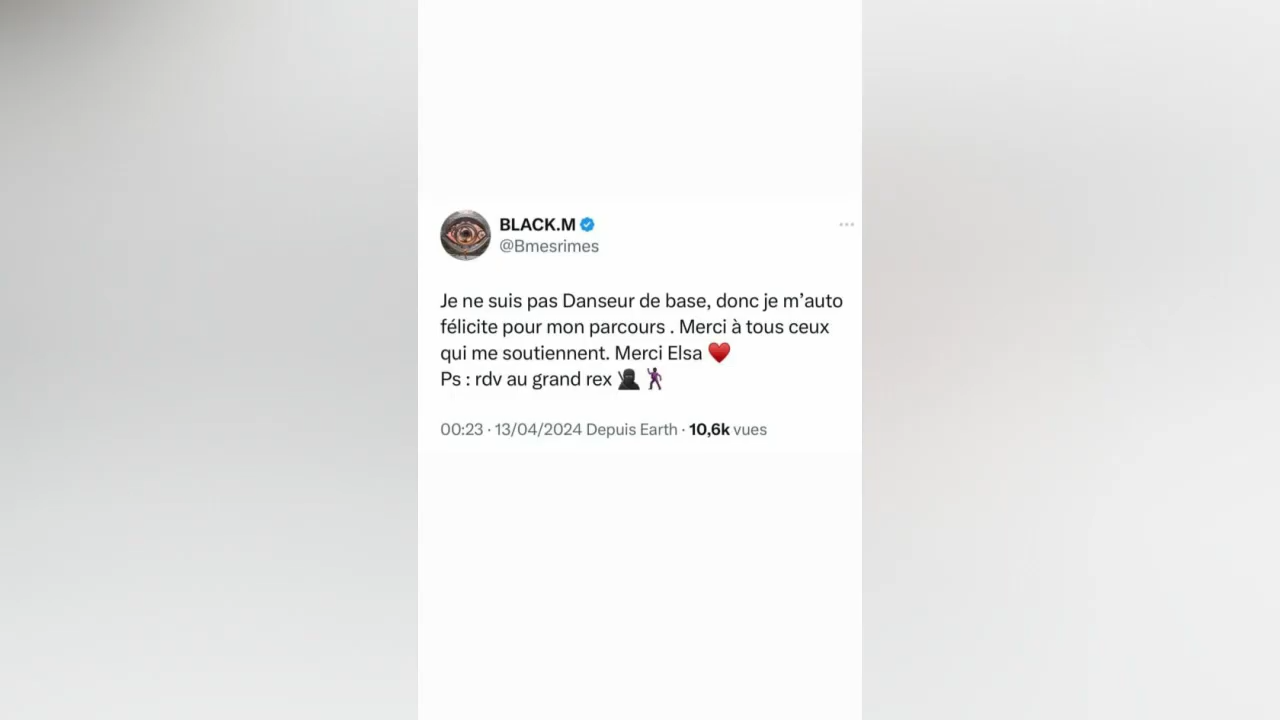 BLACK.M
@Bmesrimes
Je ne suis pas Danseur de base, donc je m’auto
félicite pour mon parcours . Merci à tous ceux
qui me soutiennent. Merci Elsa ♥️
Ps : rdv au grand rex 🥷🏿🕺🏿
00:23 · 13/04/2024 Depuis Earth · 10,6k vues